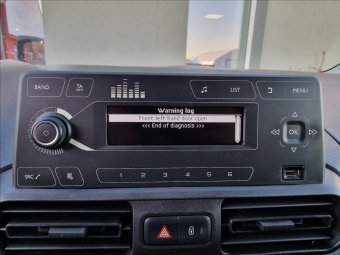 BAND
TA
LIST
MENU
Warning log
Front left hand door open
<<< End of diagnosis >>>
OK
SRC
1 2 3 4 5 6